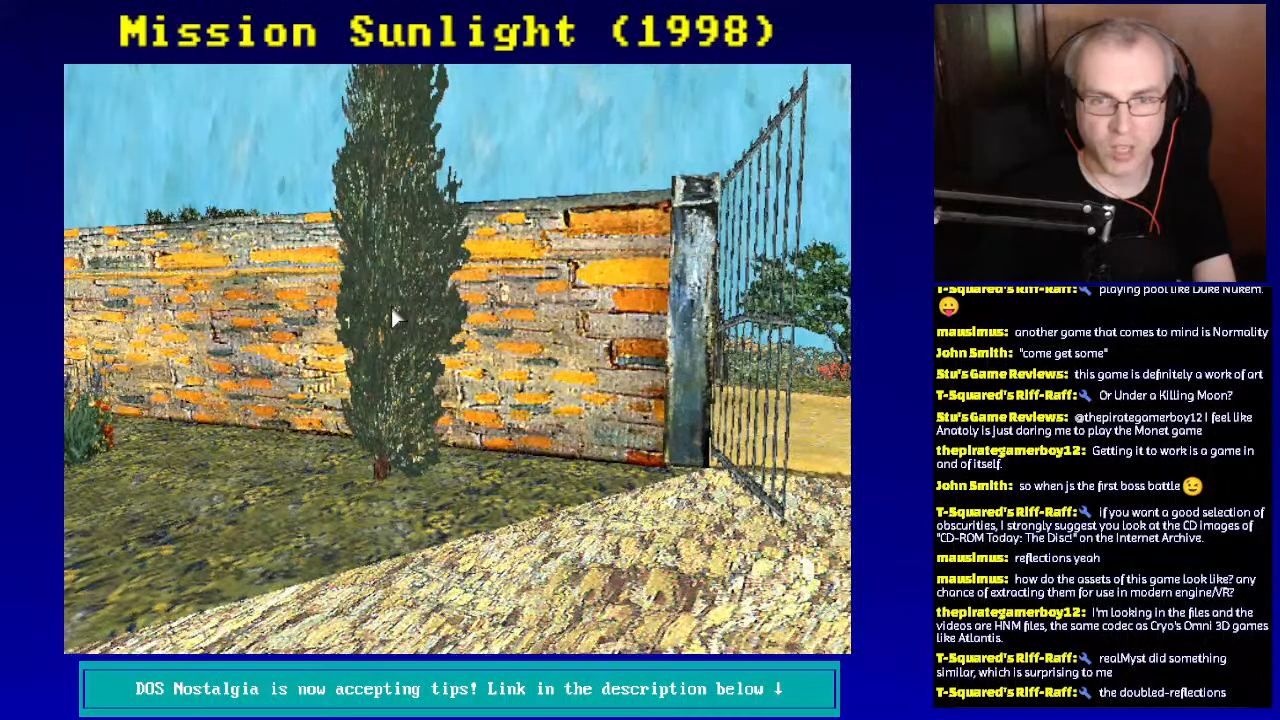 Mission Sunlight (1998)
T-Squared's Riff-Raff: playing pool like Duke Nukem.
mausimus: another game that comes to mind is Normality
John Smith: "come get some"
Stu's Game Reviews: this game is definitely a work of art
T-Squared's Riff-Raff: Or Under a Killing Moon?
Stu's Game Reviews: @thepirategamerboy12 I feel like
Anatoly is just daring me to play the Monet game
thepirategamerboy12: Getting it to work is a game in
and of itself.
John Smith: so when js the first boss battle
T-Squared's Riff-Raff: If you want a good selection of
obscurities, I strongly suggest you look at the CD images of
"CD-ROM Today: The Disc!" on the Internet Archive.
mausimus: reflections yeah
mausimus: how do the assets of this game look like? any
chance of extracting them for use in modern engine/VR?
thepirategamerboy12: I'm looking in the files and the
videos are HNM files, the same codec as Cryo's Omni 3D games
like Atlantis.
T-Squared's Riff-Raff: realMyst did something
similar, which is surprising to me
T-Squared's Riff-Raff: the doubled-reflections
DOS Nostalgia is now accepting tips! Link in the description below ↓